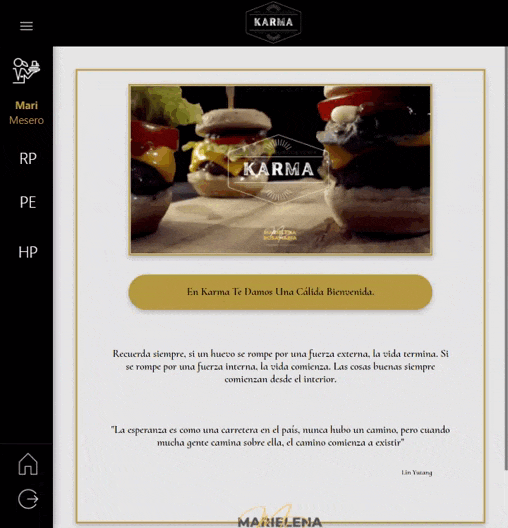 KARMA
Mari
Mesero
RP
PE
HP
KARMA
En Karma Te Damos Una Cálida Bienvenida.
Recuerda siempre, si un huevo se rompe por una fuerza externa, la vida termina. Si
se rompe por una fuerza interna, la vida comienza. Las cosas buenas siempre
comienzan desde el interior.
"La esperanza es como una carretera en el país, nunca hubo un camino, pero cuando
mucha gente camina sobre ella, el camino comienza a existir"
Lin Yutang
MARIELENA